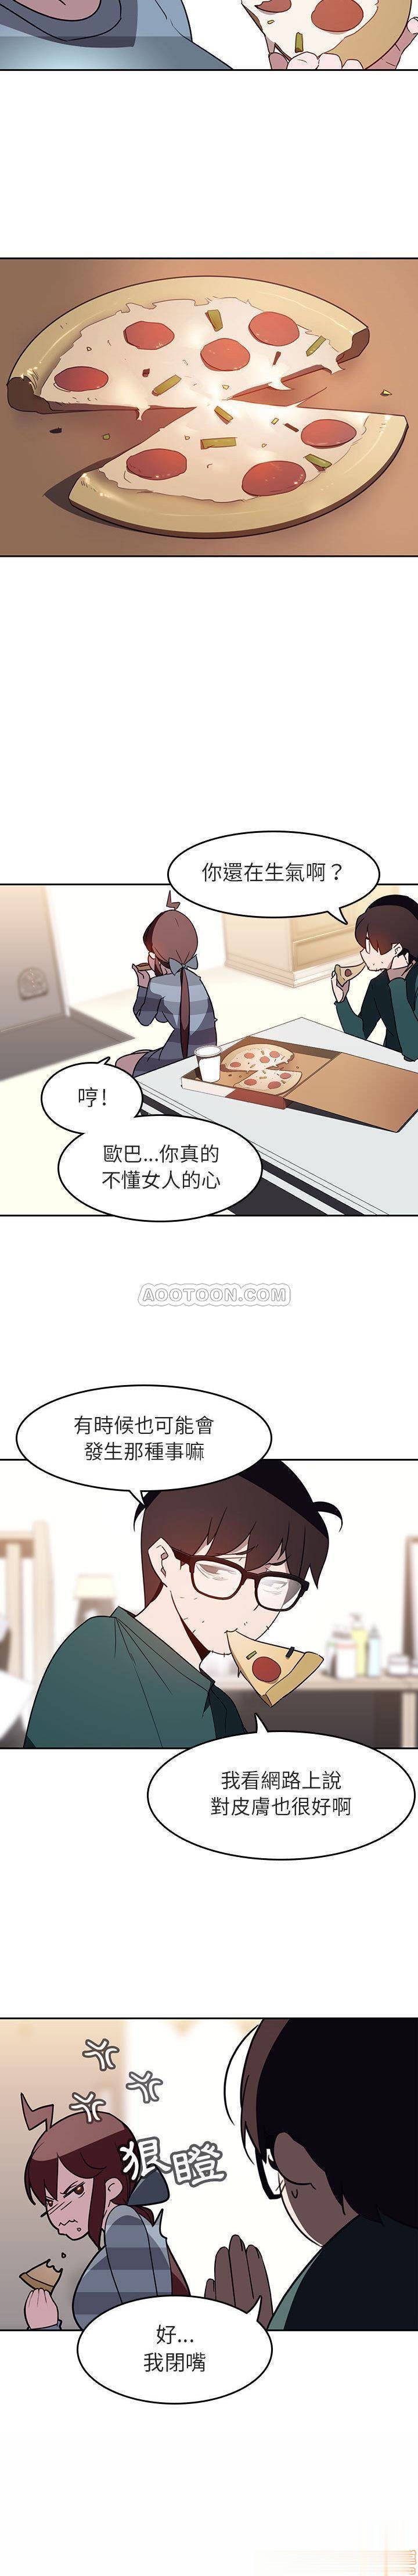 你還在生氣啊？
哼！
歐巴...你真的
不懂女人的心
AOOTOON.COM
有時候也可能會
發生那種事嘛
我看網路上說
對皮膚也很好啊
狠瞪
好...
我閉嘴